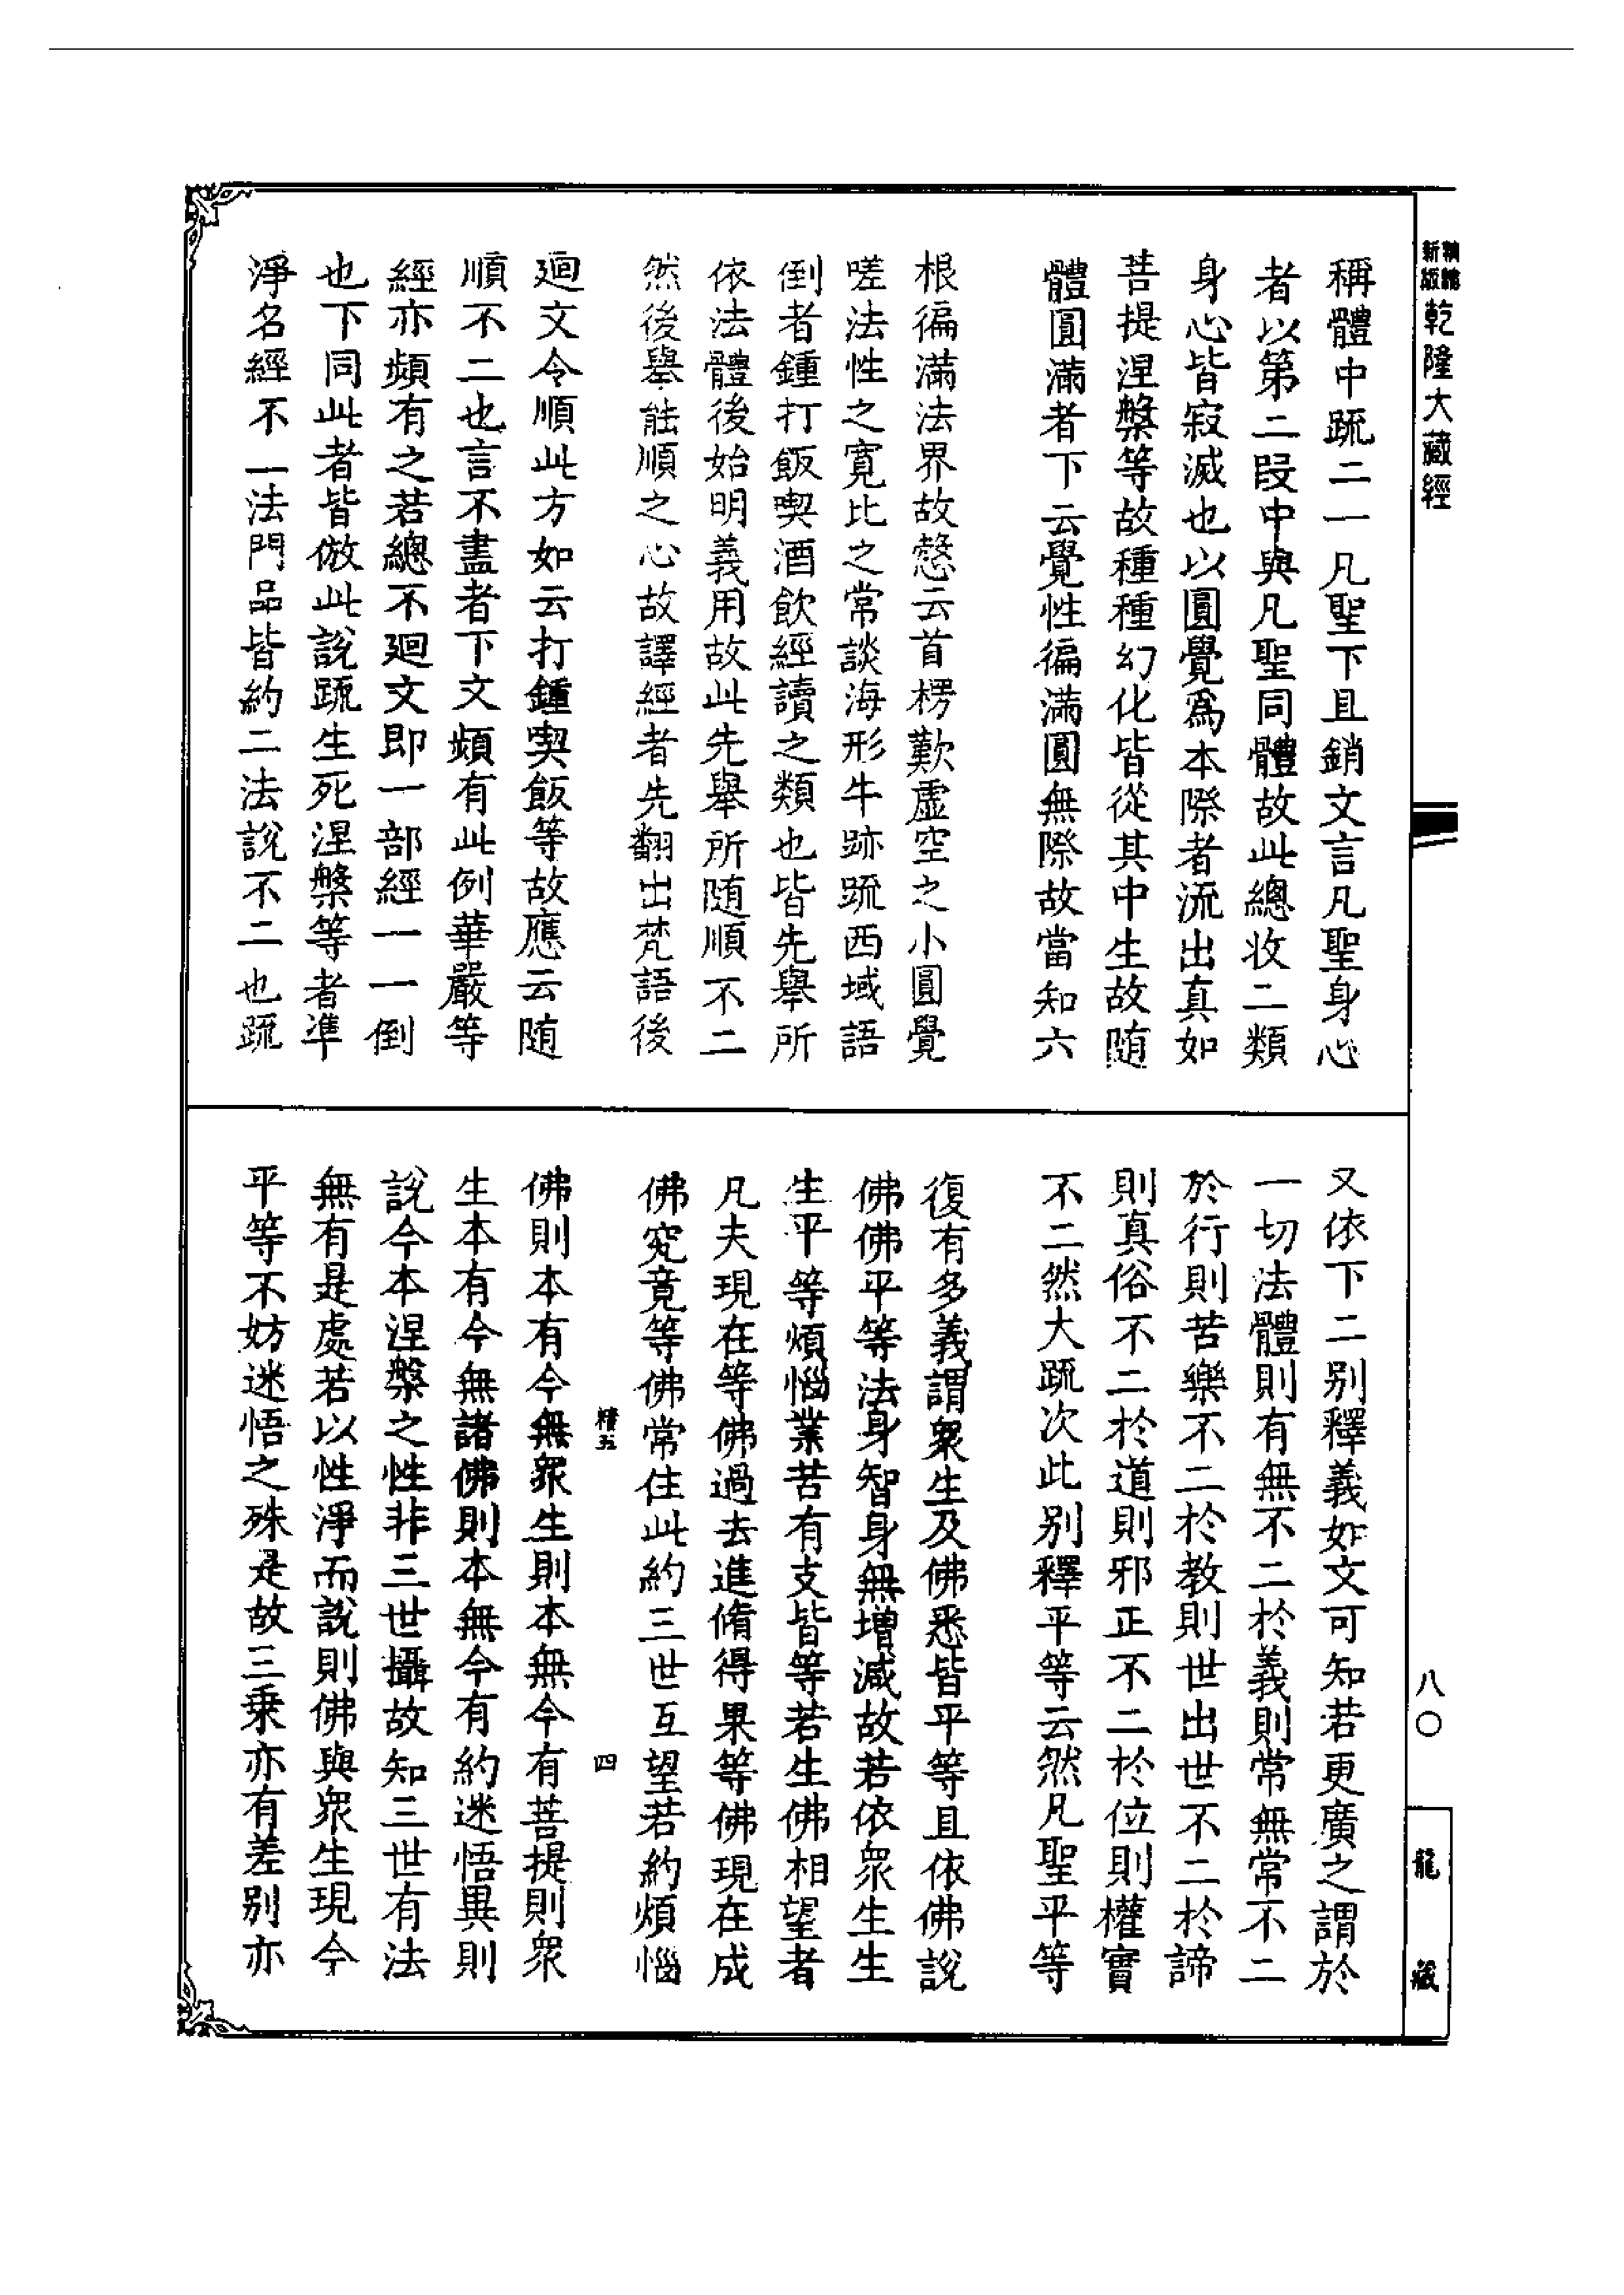 新編縮版乾隆大藏經
稱體中疏二一凡聖下且銷文言凡聖身心
者以第二段中與凡聖同體故此總收二類
身心皆寂滅也以圓覺為本際者流出真如
菩提涅槃等故種種幻化皆從其中生故随
體圓滿者下云覺性徧滿圓無際故當知六
根徧滿法界故慤云首楞歎虛空之小圓覺
嗟法性之寬比之常談海形牛跡疏西域語
倒者鍾打飯喫酒飲經讀之類也皆先舉所
依法體後始明義用故此先舉所随順不二
然後舉能順之心故譯經者先翻出梵語後
迴文令順此方如云打鍾喫飯等故應云随
順不二也言不盡者下文頻有此例華嚴等
經亦頻有之若總不迴文即一部經一一倒
也下同此者皆倣此說疏生死涅槃等者準
淨名經不二法門品皆約二法說不二也疏
又依下二别釋義如文可知若更廣之謂於
一切法體則有無不二於義則常無常不二
於行則苦樂不二於教則世出世不二於諦
則真俗不二於道則邪正不二於位則權實
不二然大疏次此别釋平等云然凡聖平等
復有多義謂衆生及佛悉皆平等且依佛說
佛佛平等法身智身無增減故若依衆生生
生平等煩惱業苦有支皆等若生佛相望者
凡夫現在等佛過去進脩得果等佛現在成
佛究竟等佛常住此約三世互望若約煩惱
精五
四
佛則本有今無衆生則本無今有菩提則衆
生本有今無諸佛則本無今有約迷悟異則
說今本涅槃之性非三世攝故知三世有法
無有是處若以性淨而說則佛與衆生現今
平等不妨迷悟之殊是故三乗亦有差别亦
八〇
龍藏